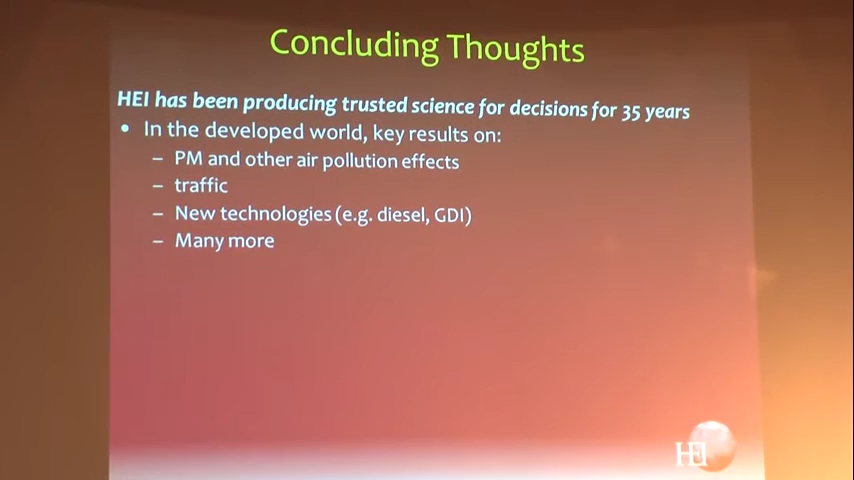 Concluding Thoughts
HEI has been producing trusted science for decisions for 35 years
• In the developed world, key results on:
– PM and other air pollution effects
– traffic
– New technologies (e.g. diesel, GDI)
– Many more
HEI